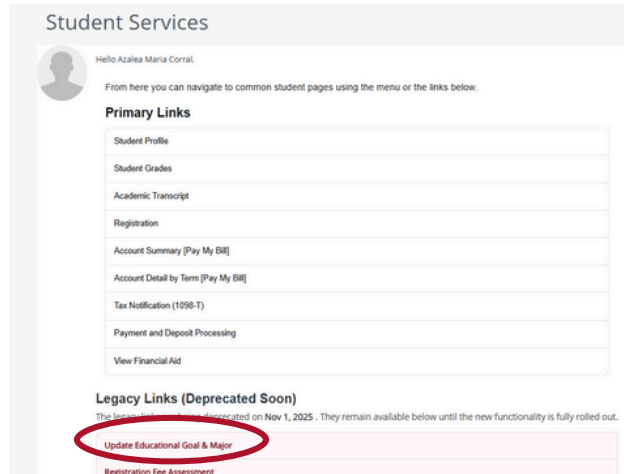 Student Services
Hello Azalea Maria Corral,
From here you can navigate to common student pages using the menu or the links below.
Primary Links
Student Profile
Student Grades
Academic Transcript
Registration
Account Summary [Pay My Bill]
Account Detail by Term [Pay My Bill]
Tax Notification (1098-T)
Payment and Deposit Processing
View Financial Aid
Legacy Links (Deprecated Soon)
The legacy links are being deprecated on Nov 1, 2025 . They remain available below until the new functionality is fully rolled out.
Update Educational Goal & Major
Registration Fee Assessment